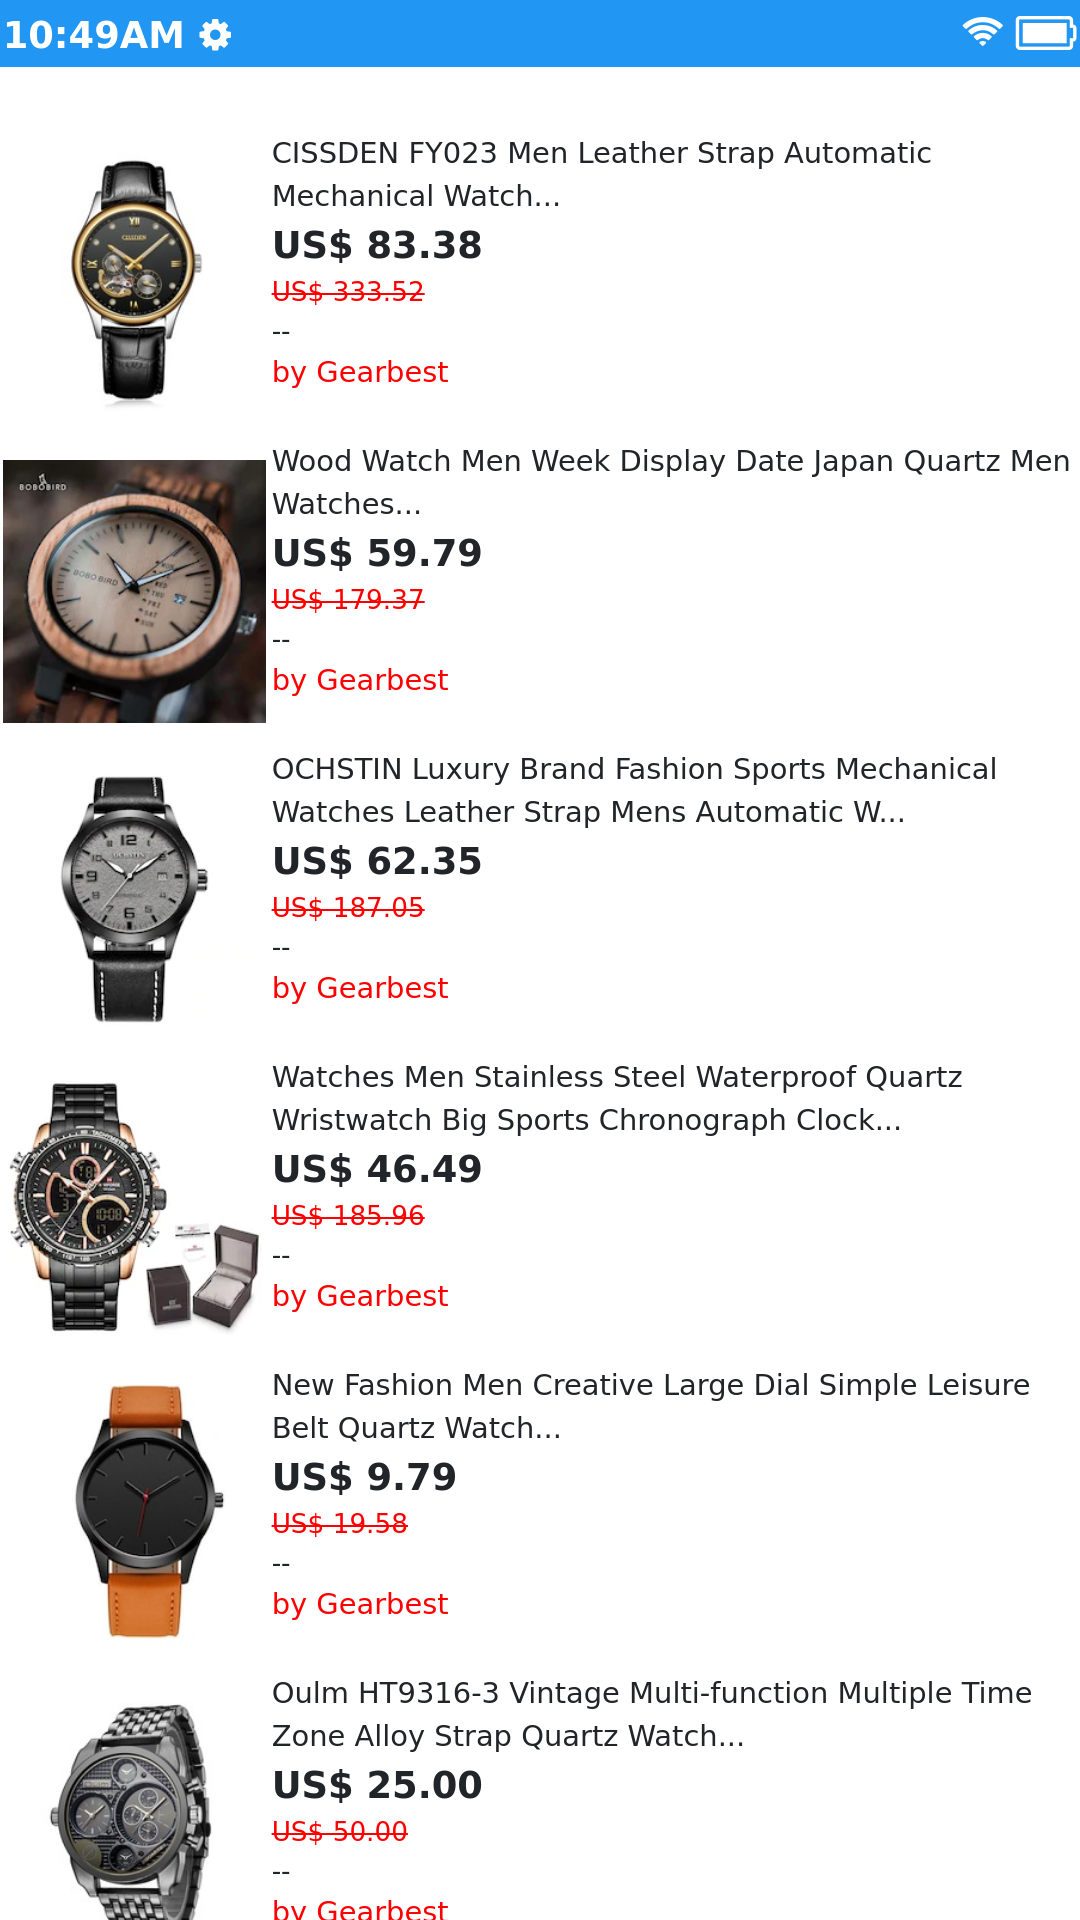 10:49AM
CISSDEN FY023 Men Leather Strap Automatic
Mechanical Watch...
US$ 83.38
US$ 333.52
--
by Gearbest
BOBOBIRD
BOBO BIRD
Wood Watch Men Week Display Date Japan Quartz Men
Watches...
US$ 59.79
US$ 179.37
--
by Gearbest
OCHSTIN Luxury Brand Fashion Sports Mechanical
Watches Leather Strap Mens Automatic W...
US$ 62.35
US$ 187.05
--
by Gearbest
Watches Men Stainless Steel Waterproof Quartz
Wristwatch Big Sports Chronograph Clock...
US$ 46.49
US$ 185.96
--
by Gearbest
New Fashion Men Creative Large Dial Simple Leisure
Belt Quartz Watch...
US$ 9.79
US$ 19.58
--
by Gearbest
Oulm HT9316-3 Vintage Multi-function Multiple Time
Zone Alloy Strap Quartz Watch...
US$ 25.00
US$ 50.00
--
by Gearbest